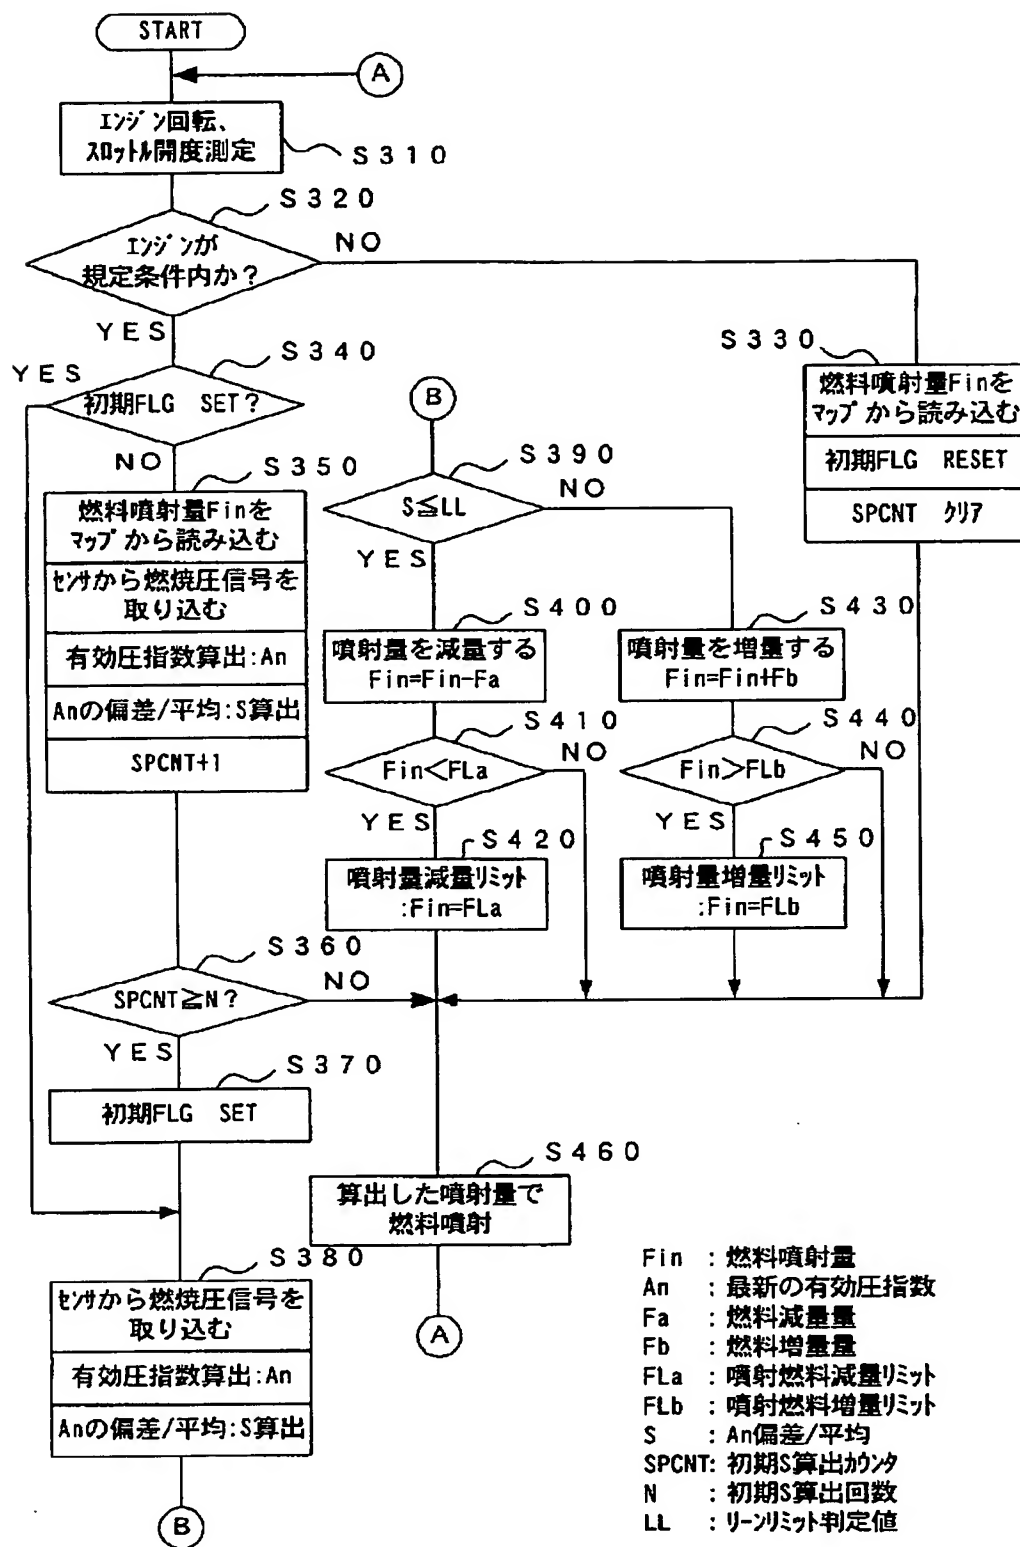 START
A
エンジン回転、
スロットル開度測定
S310
S320
エンジンが
規定条件内か?
NO
YES
S330
燃料噴射量Finを
マップから読み込む
初期FLG RESET
SPCNT クリア
S340
YES
初期FLG SET?
NO
S350
燃料噴射量Finを
マップから読み込む
センサから燃焼圧信号を
取り込む
有効圧指数算出:An
Anの偏差/平均:S算出
SPCNT+1
S360
SPCNT≧N?
NO
YES
S370
初期FLG SET
S380
センサから燃焼圧信号を
取り込む
有効圧指数算出:An
Anの偏差/平均:S算出
B
B
S390
S≦LL
NO
YES
S400
噴射量を減量する
Fin=Fin-Fa
S410
Fin<FLa
NO
YES
S420
噴射量減量リミット
:Fin=FLa
S430
噴射量を増量する
Fin=Fin+Fb
S440
Fin>FLb
NO
YES
S450
噴射量増量リミット
:Fin=FLb
S460
算出した噴射量で
燃料噴射
A
Fin :燃料噴射量
An :最新の有効圧指数
Fa :燃料減量量
Fb :燃料増量量
FLa :噴射燃料減量リミット
FLb :噴射燃料増量リミット
S :An偏差/平均
SPCNT:初期S算出カウンタ
N :初期S算出回数
LL :リーンリミット判定値